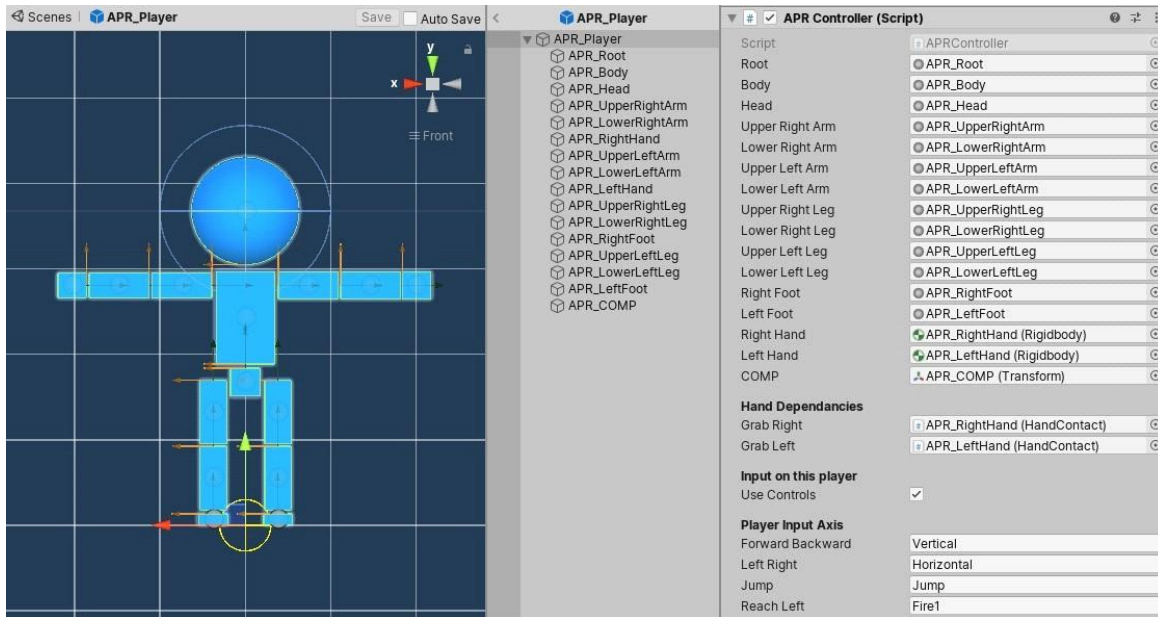 Scenes APR_Player Save Auto Save
y
x
Front
APR_Player
APR_Player
APR_Root
APR_Body
APR_Head
APR_UpperRightArm
APR_LowerRightArm
APR_RightHand
APR_UpperLeftArm
APR_LowerLeftArm
APR_LeftHand
APR_UpperRightLeg
APR_LowerRightLeg
APR_RightFoot
APR_UpperLeftLeg
APR_LowerLeftLeg
APR_LeftFoot
APR_COMP
APR Controller (Script)
Script APRController
Root APR_Root
Body APR_Body
Head APR_Head
Upper Right Arm APR_UpperRightArm
Lower Right Arm APR_LowerRightArm
Upper Left Arm APR_UpperLeftArm
Lower Left Arm APR_LowerLeftArm
Upper Right Leg APR_UpperRightLeg
Lower Right Leg APR_LowerRightLeg
Upper Left Leg APR_UpperLeftLeg
Lower Left Leg APR_LowerLeftLeg
Right Foot APR_RightFoot
Left Foot APR_LeftFoot
Right Hand APR_RightHand (Rigidbody)
Left Hand APR_LeftHand (Rigidbody)
COMP APR_COMP (Transform)
Hand Dependancies
Grab Right APR_RightHand (HandContact)
Grab Left APR_LeftHand (HandContact)
Input on this player
Use Controls
Player Input Axis
Forward Backward Vertical
Left Right Horizontal
Jump Jump
Reach Left Fire1